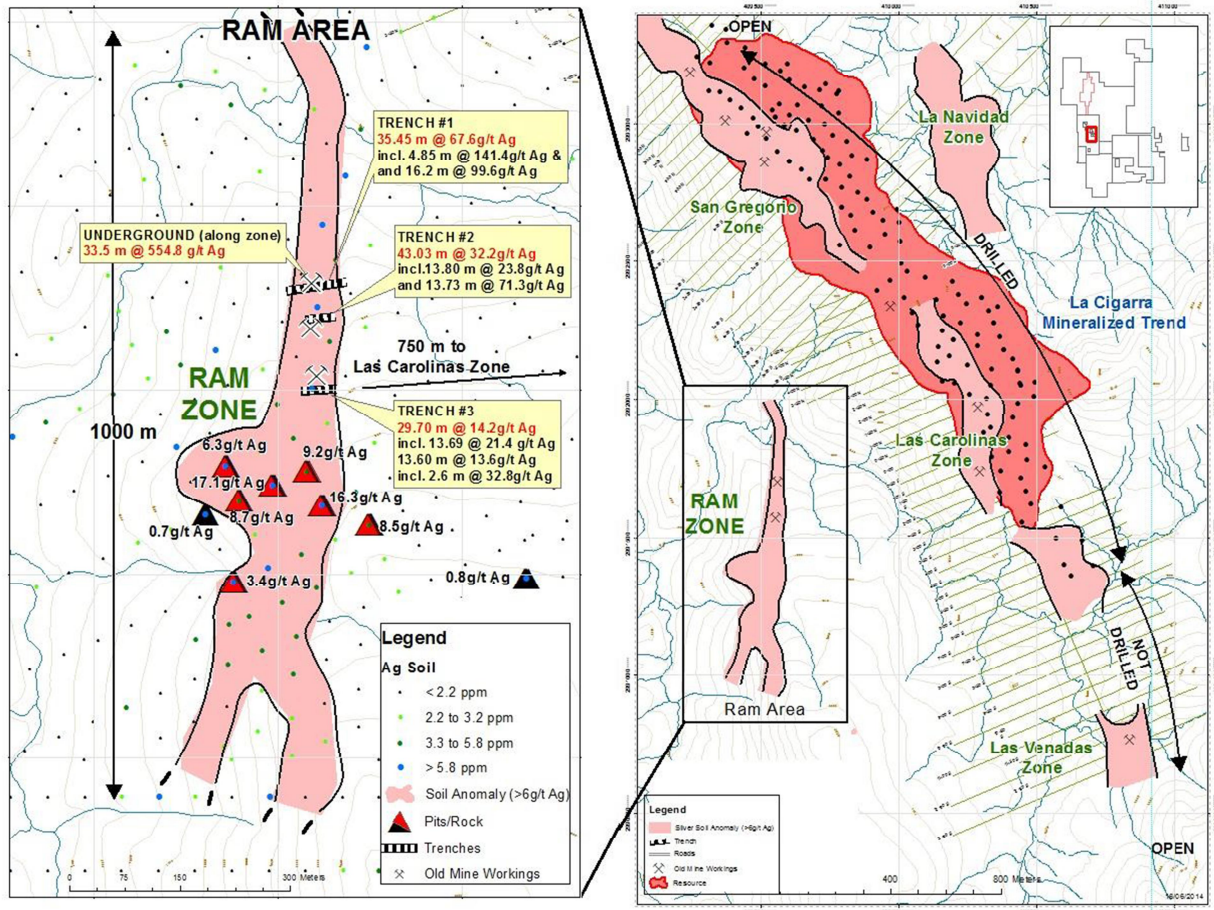 RAM AREA
TRENCH #1
35.45 m @ 67.6g/t Ag
incl. 4.85 m @ 141.4g/t Ag &
and 16.2 m @ 99.6g/t Ag
UNDERGROUND (along zone)
33.5 m @ 554.8 g/t Ag
TRENCH #2
43.03 m @ 32.2g/t Ag
incl.13.80 m @ 23.8g/t Ag
and 13.73 m @ 71.3g/t Ag
750 m to
Las Carolinas Zone
RAM
ZONE
1000 m
TRENCH #3
29.70 m @ 14.2g/t Ag
incl. 13.69 @ 21.4 g/t Ag
13.60 m @ 13.6g/t Ag
incl. 2.6 m @ 32.8g/t Ag
6.3g/t Ag
9.2g/t Ag
17.1g/t Ag
16.3g/t Ag
8.7g/t Ag
8.5g/t Ag
0.7g/t Ag
3.4g/t Ag
0.8g/t Ag
Legend
Ag Soil
<2.2 ppm
2.2 to 3.2 ppm
3.3 to 5.8 ppm
>5.8 ppm
Soil Anomaly (>6g/t Ag)
Pits/Rock
Trenches
Old Mine Workings
0 75 150 300 Meters
OPEN
La Navidad
Zone
San Gregorio
Zone
DRILLED
La Cigarra
Mineralized Trend
Las Carolinas
Zone
RAM
ZONE
Ram Area
NOT
DRILLED
Las Venadas
Zone
OPEN
Legend
Silver Soil Anomaly (>6g/t Ag)
Trench
Roads
Old Mine Workings
Resource
400 800 Meters